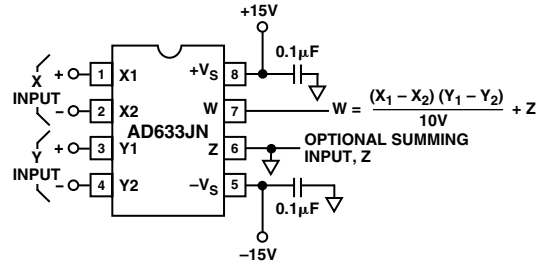 +15V
0.1µF
+ 1 X1 +VS 8
X
INPUT
− 2 X2 W 7
W = (X1 – X2) (Y1 – Y2) / 10V + Z
AD633JN
+ 3 Y1 Z 6
OPTIONAL SUMMING
INPUT, Z
Y
INPUT
− 4 Y2 –VS 5
0.1µF
–15V